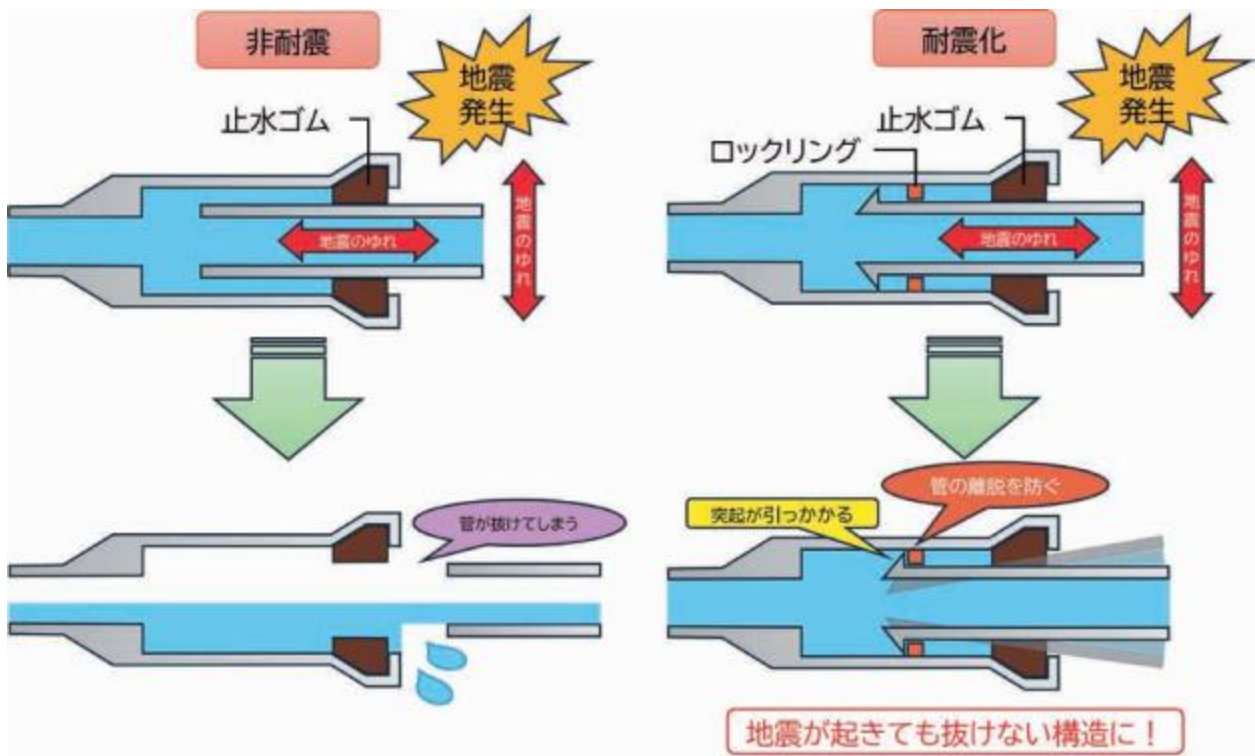 非耐震
地震
発生
止水ゴム
地震のゆれ
地震のゆれ
管が抜けてしまう
耐震化
地震
発生
止水ゴム
ロックリング
地震のゆれ
地震のゆれ
管の離脱を防ぐ
突起が引っかかる
地震が起きても抜けない構造に！